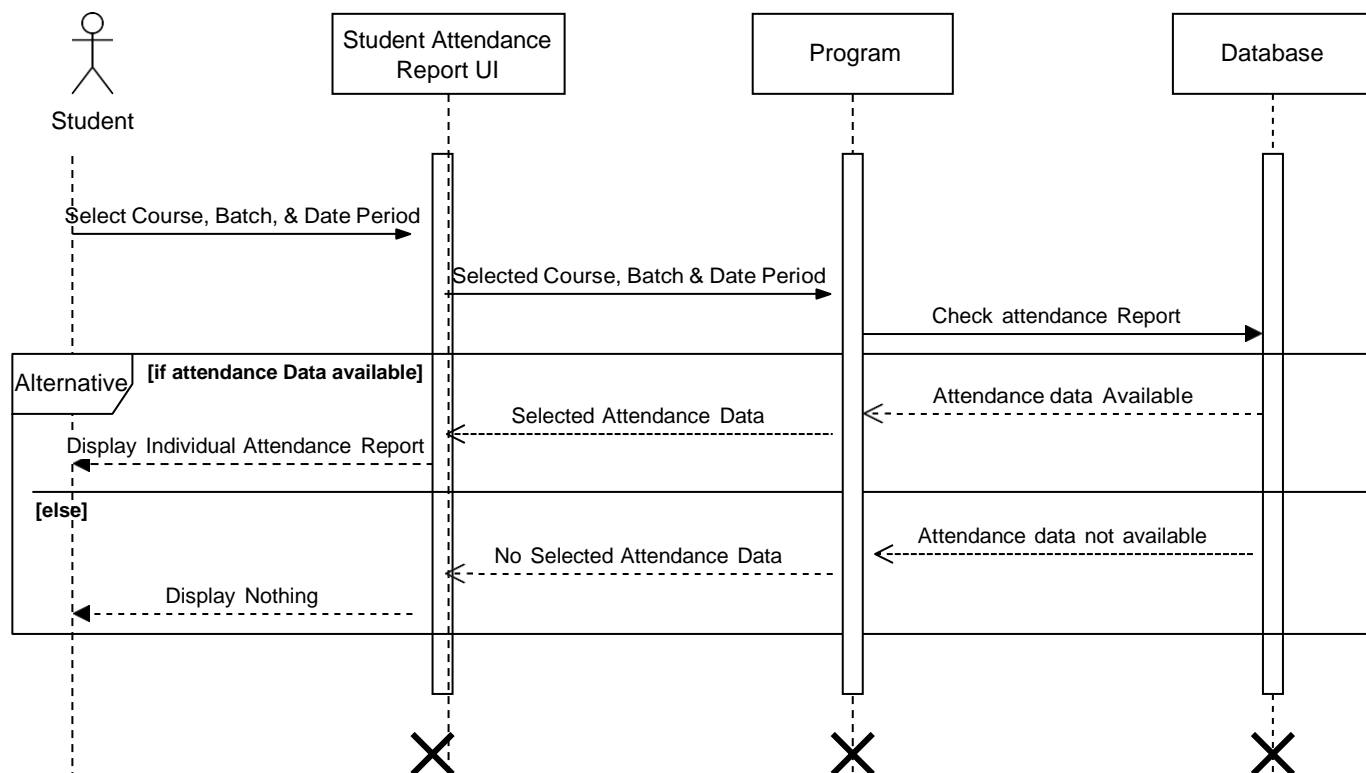 Student Attendance
Report UI
Program
Database
Student
Select Course, Batch, & Date Period
Selected Course, Batch & Date Period
Check attendance Report
Alternative
[if attendance Data available]
Attendance data Available
Selected Attendance Data
Display Individual Attendance Report
[else]
Attendance data not available
No Selected Attendance Data
Display Nothing